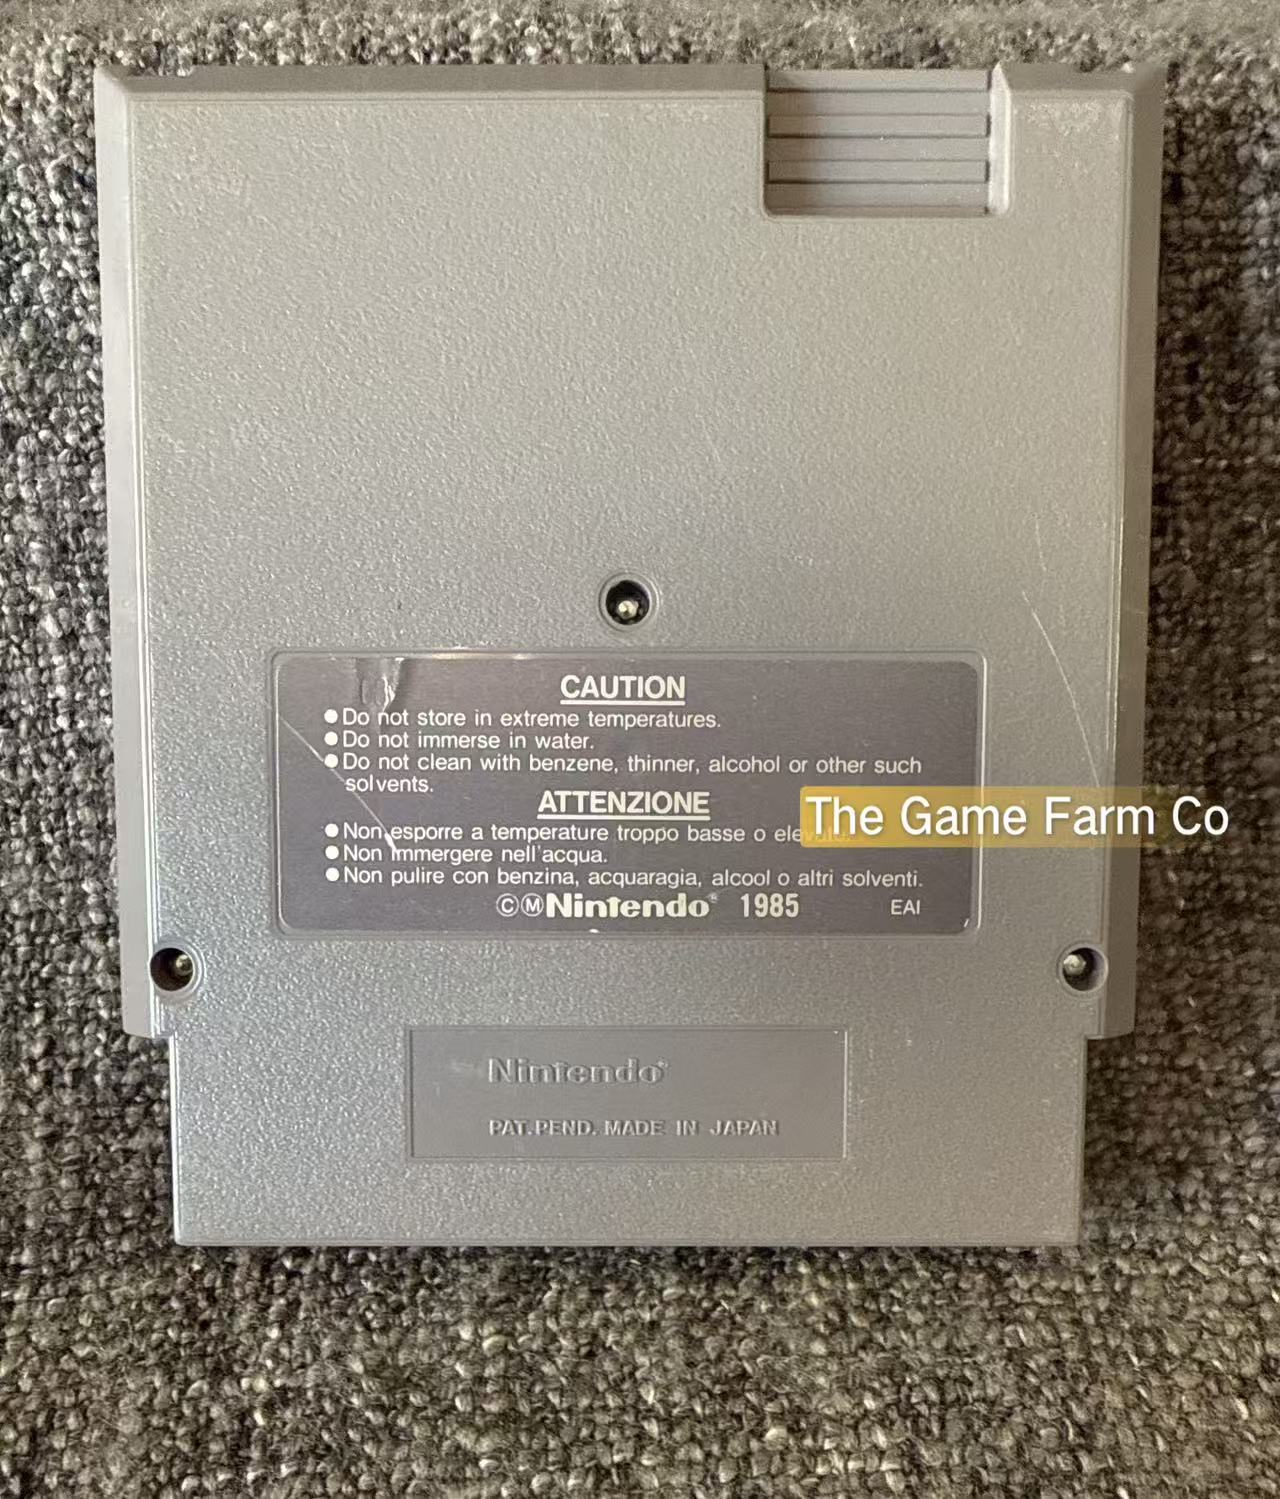 CAUTION
● Do not store in extreme temperatures.
● Do not immerse in water.
● Do not clean with benzene, thinner, alcohol or other such
solvents.
ATTENZIONE
● Non esporre a temperature troppo basse o elevate.
The Game Farm Co
● Non immergere nell'acqua.
● Non pulire con benzina, acquaragia, alcool o altri solventi.
ⒸⓂNintendo® 1985 EAI
Nintendo®
PAT. PEND. MADE IN JAPAN